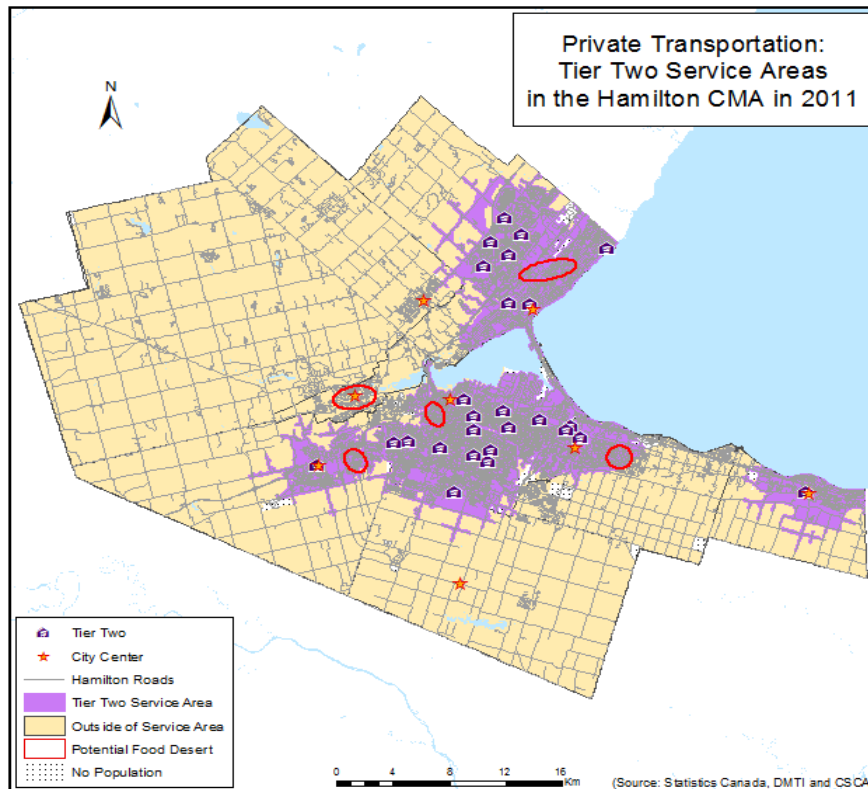 Private Transportation:
Tier Two Service Areas
in the Hamilton CMA in 2011
N
Tier Two
City Center
Hamilton Roads
Tier Two Service Area
Outside of Service Area
Potential Food Desert
No Population
0 2 4 8 12 16
Km
(Source: Statistics Canada, DMTI and CSCA